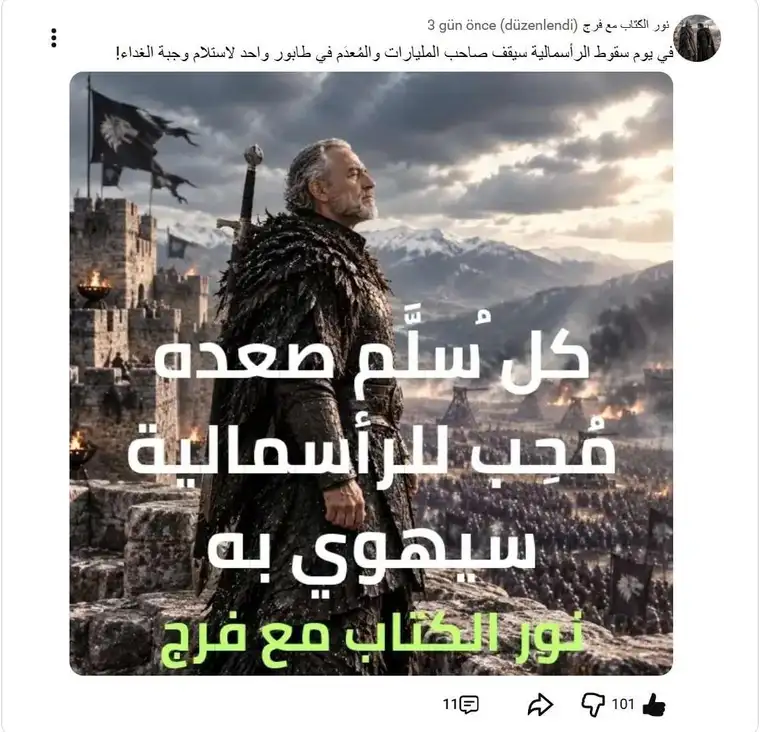 نور الكتاب مع فرج 3 gün önce (düzenlendi)
في يوم سقوط الرأسمالية سيقف صاحب المليارات والمُعدَم في طابور واحد لاستلام وجبة الغداء!
كل سُلَّم صعده
مُحِب للرأسمالية
سيهوي به
نور الكتاب مع فرج
101
11